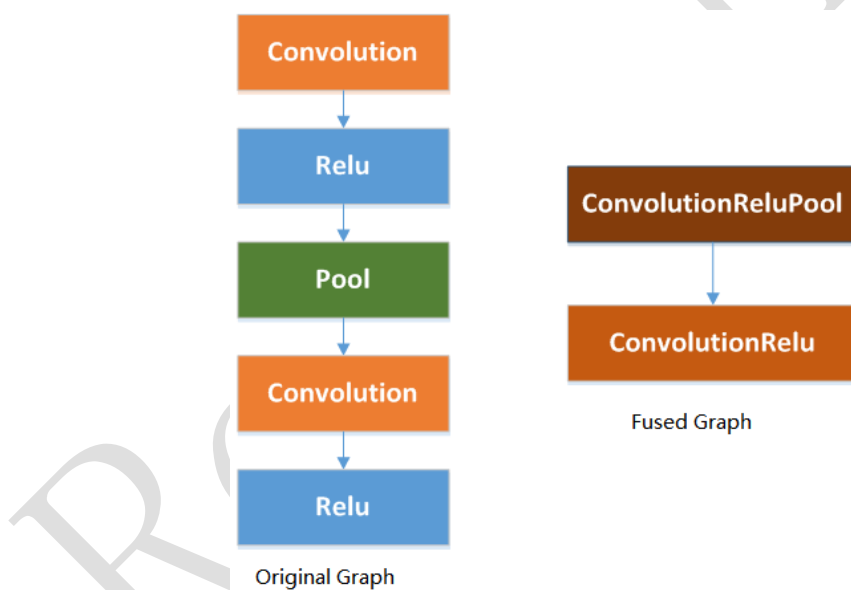 Convolution
Relu
Pool
Convolution
Relu
Original Graph
ConvolutionReluPool
ConvolutionRelu
Fused Graph